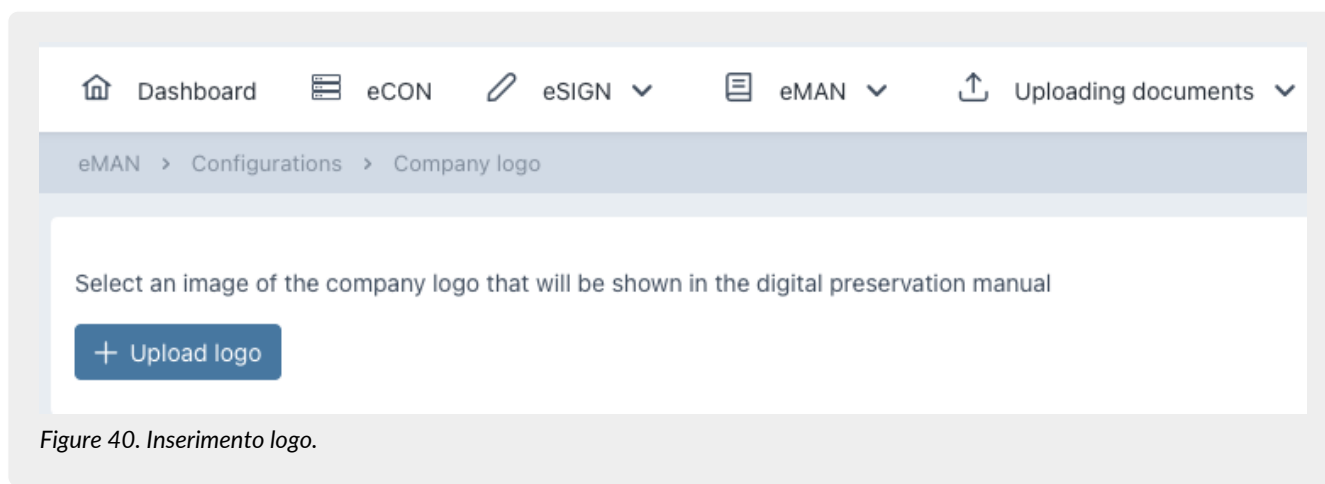 Dashboard eCON eSIGN eMAN Uploading documents
eMAN > Configurations > Company logo
Select an image of the company logo that will be shown in the digital preservation manual
+ Upload logo
Figure 40. Inserimento logo.